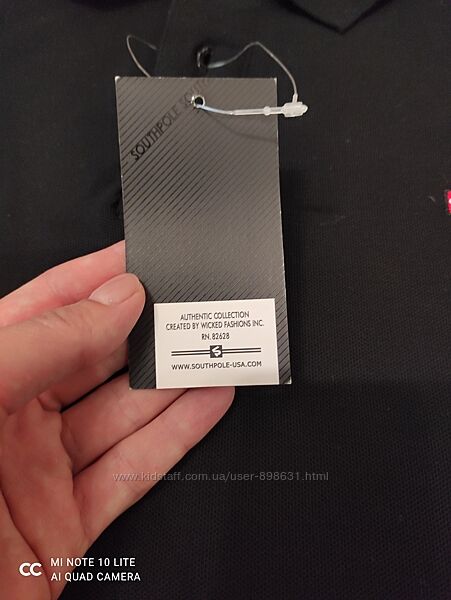 SOUTHPOLE
AUTHENTIC COLLECTION
CREATED BY WICKED FASHIONS INC.
RN. 82628
WWW.SOUTHPOLE-USA.COM
www.kidstaff.com.ua/user-898631.html
MI NOTE 10 LITE
AI QUAD CAMERA